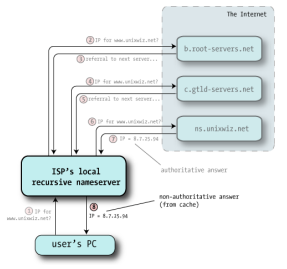 The Internet
② IP for www.unixwiz.net?
b.root-servers.net
③ referral to next server...
④ IP for www.unixwiz.net?
c.gtld-servers.net
⑤ referral to next server...
⑥ IP for www.unixwiz.net?
ns.unixwiz.net
⑦ IP = 8.7.25.94
authoritative answer
ISP's local
recursive nameserver
① IP for
www.unixwiz.net?
⑧
IP = 8.7.25.94
non-authoritative answer
(from cache)
user's PC